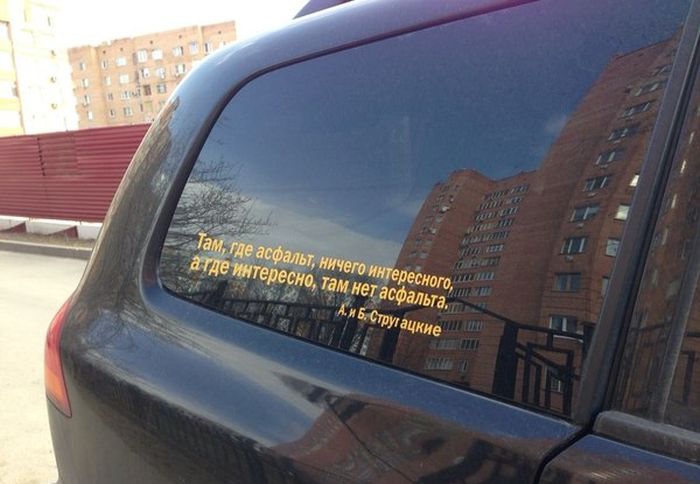 Там, где асфальт, ничего интересного,
а где интересно, там нет асфальта.
А. и Б. Стругацкие